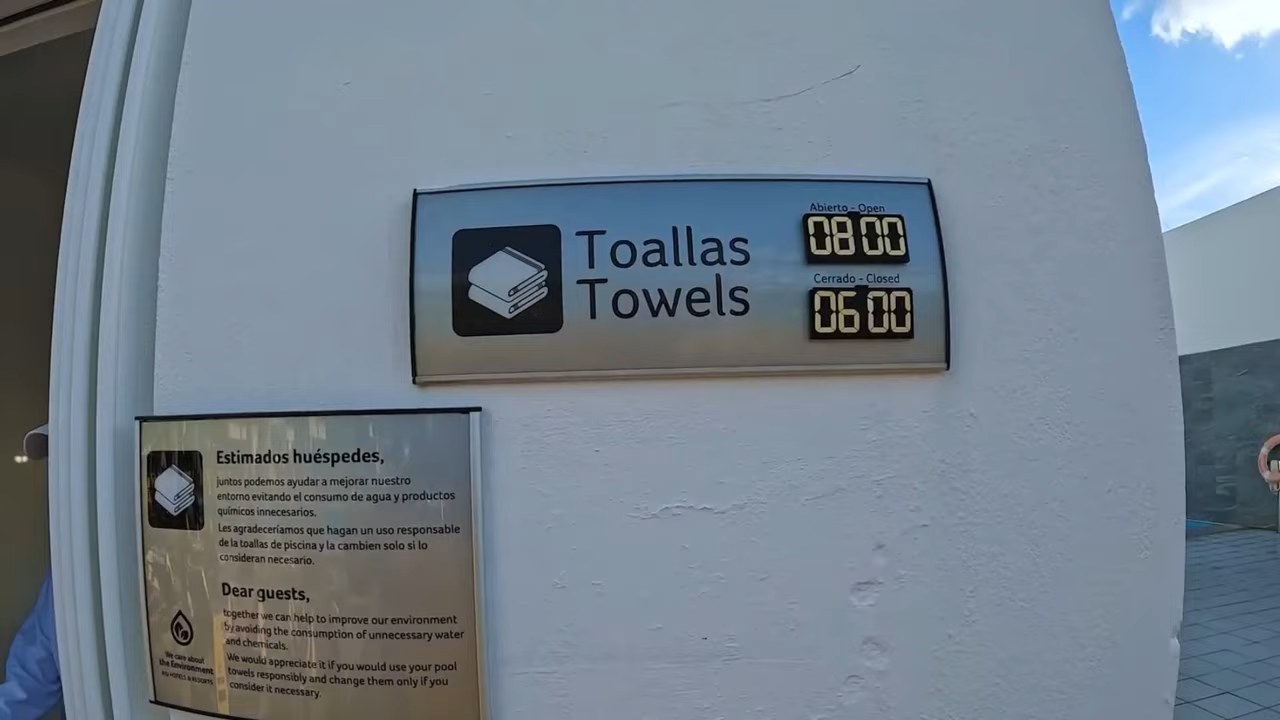 Toallas
Towels
Abierto - Open
08 00
Cerrado - Closed
06 00
Estimados huéspedes,
juntos podemos ayudar a mejorar nuestro
entorno evitando el consumo de agua y productos
químicos innecesarios.
Les agradeceríamos que hagan un uso responsable
de la toallas de piscina y la cambien solo si lo
consideran necesario.
Dear guests,
together we can help to improve our environment
by avoiding the consumption of unnecessary water
and chemicals.
We would appreciate it if you would use your pool
towels responsibly and change them only if you
consider it necessary.
We care about
the Environment
RIU HOTELS & RESORTS